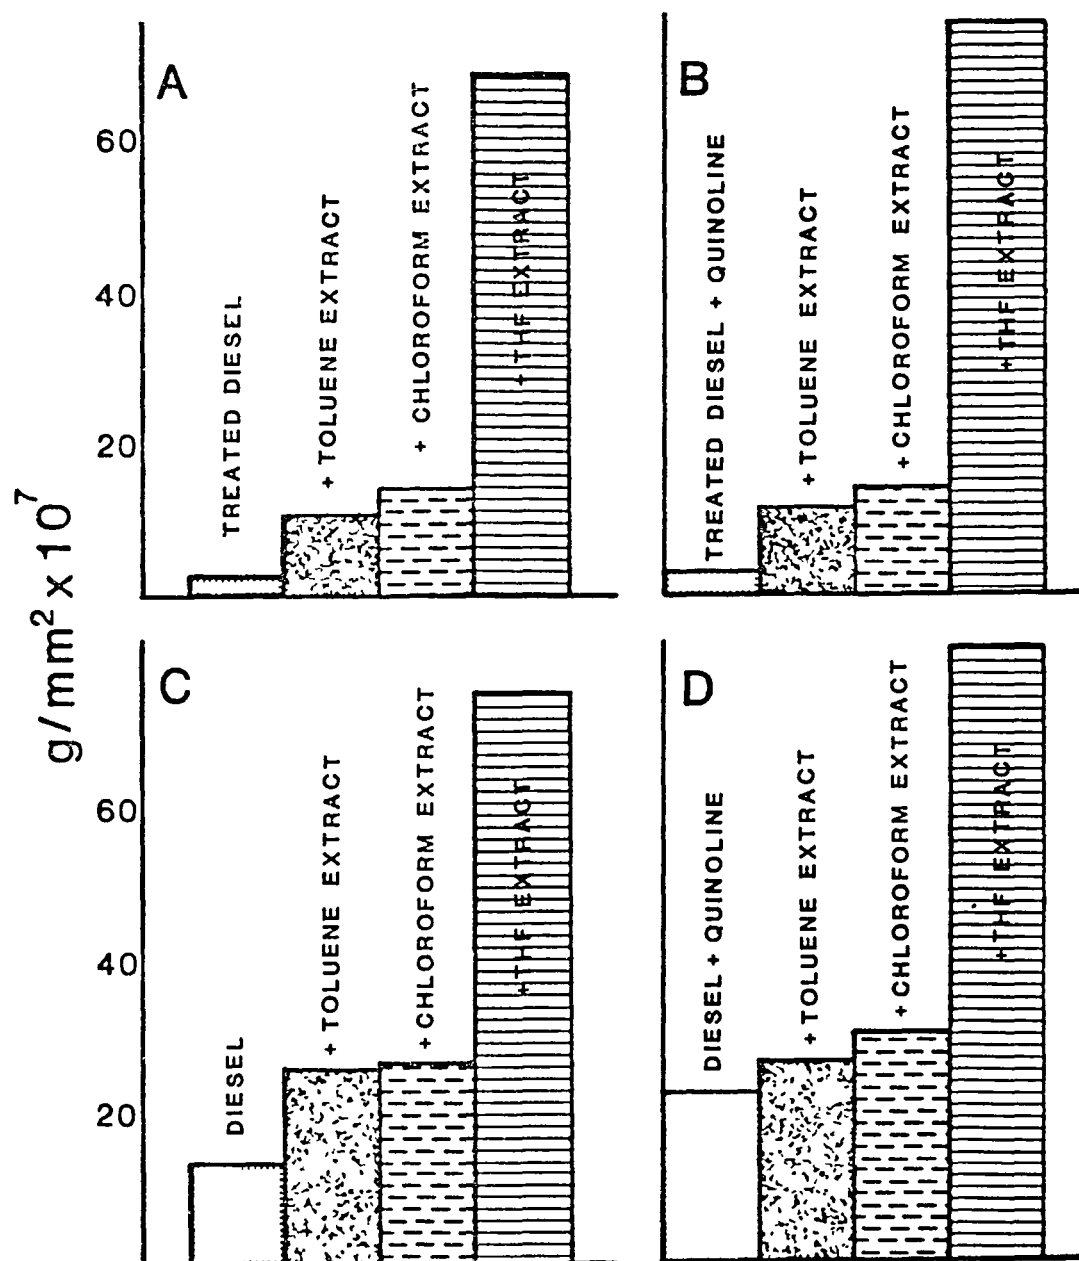 g/mm² x 10⁷
A
60
40
20
TREATED DIESEL
+ TOLUENE EXTRACT
+ CHLOROFORM EXTRACT
+ THF EXTRACT
B
TREATED DIESEL + QUINOLINE
+ TOLUENE EXTRACT
+ CHLOROFORM EXTRACT
+ THF EXTRACT
C
60
40
20
DIESEL
+ TOLUENE EXTRACT
+ CHLOROFORM EXTRACT
+ THF EXTRACT
D
DIESEL + QUINOLINE
+ TOLUENE EXTRACT
+ CHLOROFORM EXTRACT
+ THF EXTRACT